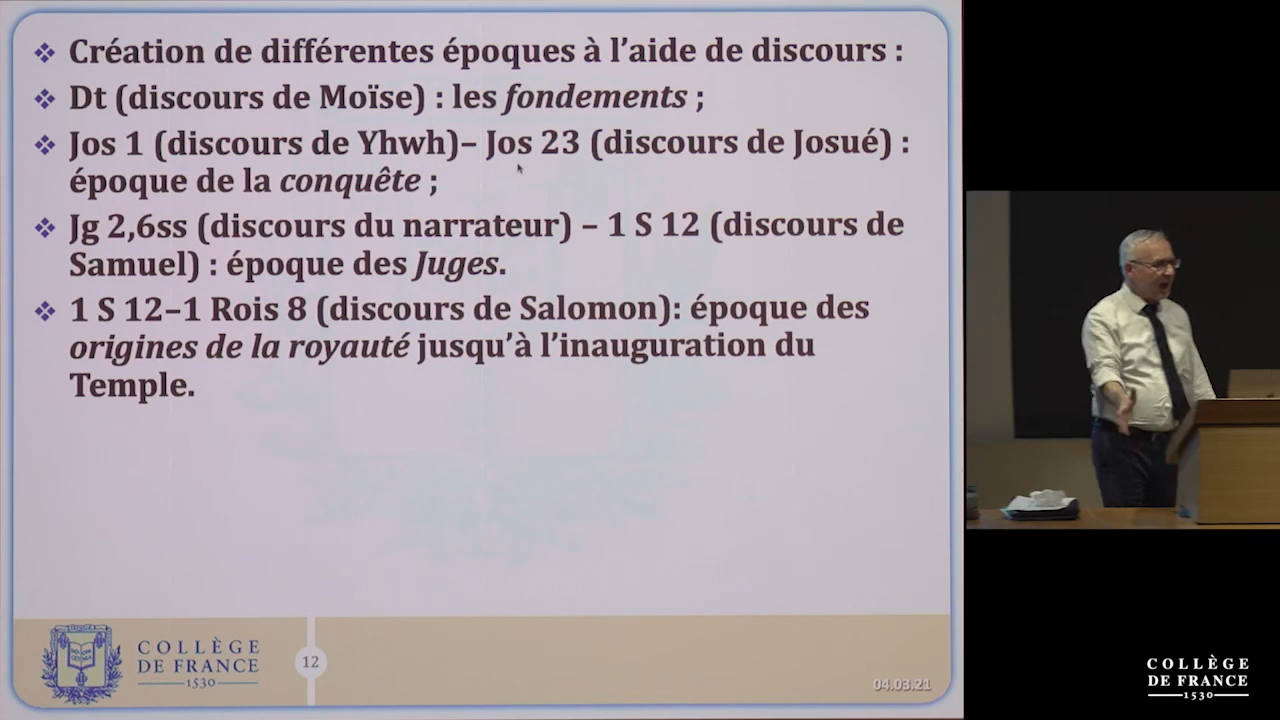 Création de différentes époques à l’aide de discours :
Dt (discours de Moïse) : les fondements ;
Jos 1 (discours de Yhwh)– Jos 23 (discours de Josué) :
époque de la conquête ;
Jg 2,6ss (discours du narrateur) – 1 S 12 (discours de
Samuel) : époque des Juges.
1 S 12–1 Rois 8 (discours de Salomon): époque des
origines de la royauté jusqu’à l’inauguration du
Temple.
COLLÈGE
DE FRANCE
1530
12
04.03.21
COLLÈGE
DE FRANCE
1530